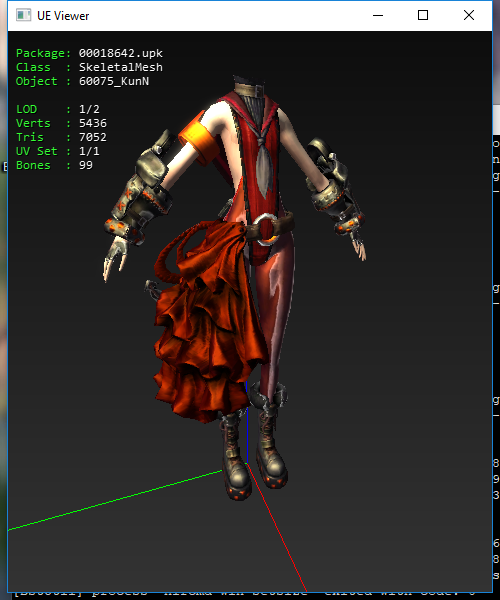 UE Viewer
Package: 00018642.upk
Class  : SkeletalMesh
Object : 60075_KunN
LOD    : 1/2
Verts  : 5436
Tris   : 7052
UV Set : 1/1
Bones  : 99